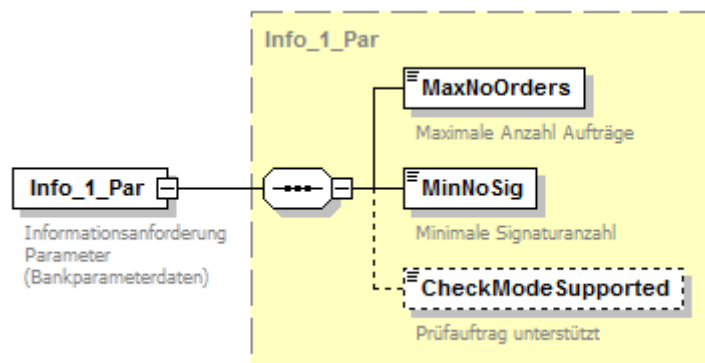 Info_1_Par
MaxNoOrders
Maximale Anzahl Aufträge
Info_1_Par
Informationsanforderung
Parameter
(Bankparameterdaten)
MinNoSig
Minimale Signaturanzahl
CheckModeSupported
Prüfauftrag unterstützt